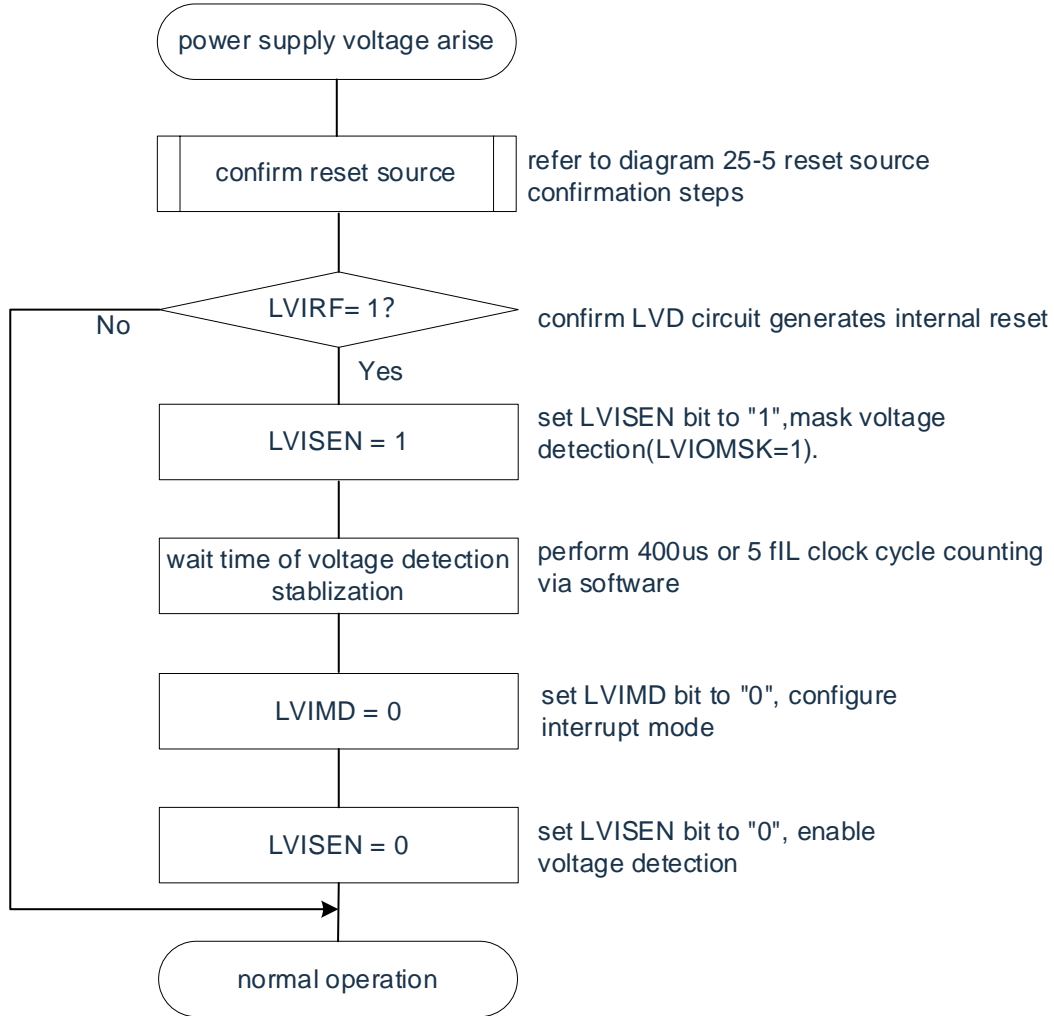 power supply voltage arise
confirm reset source
refer to diagram 25-5 reset source
confirmation steps
LVIRF= 1?
No
confirm LVD circuit generates internal reset
Yes
LVISEN = 1
set LVISEN bit to "1",mask voltage
detection(LVIOMSK=1).
wait time of voltage detection
stablization
perform 400us or 5 fIL clock cycle counting
via software
LVIMD = 0
set LVIMD bit to "0", configure
interrupt mode
LVISEN = 0
set LVISEN bit to "0", enable
voltage detection
normal operation